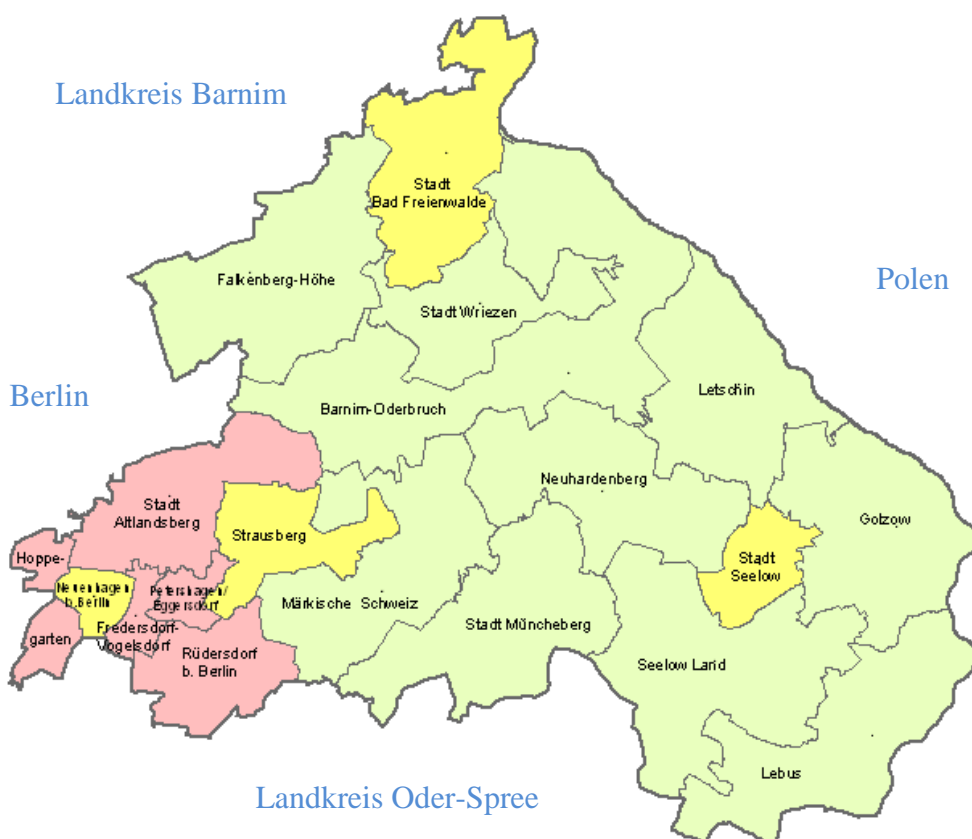 Landkreis Barnim
Stadt
Bad Freienwalde
Falkenberg-Höhe
Stadt Wriezen
Polen
Berlin
Letschin
Barnim-Oderbruch
Neuhardenberg
Stadt
Altlandsberg
Golzow
Strausberg
Hoppe-
Stadt
Seelow
Neuenhagen
b.Berlin
Petershagen/
Eggersdorf
Märkische Schweiz
Stadt Müncheberg
garten
Fredersdorf-
Vogelsdorf
Rüdersdorf
b. Berlin
Seelow Land
Lebus
Landkreis Oder-Spree